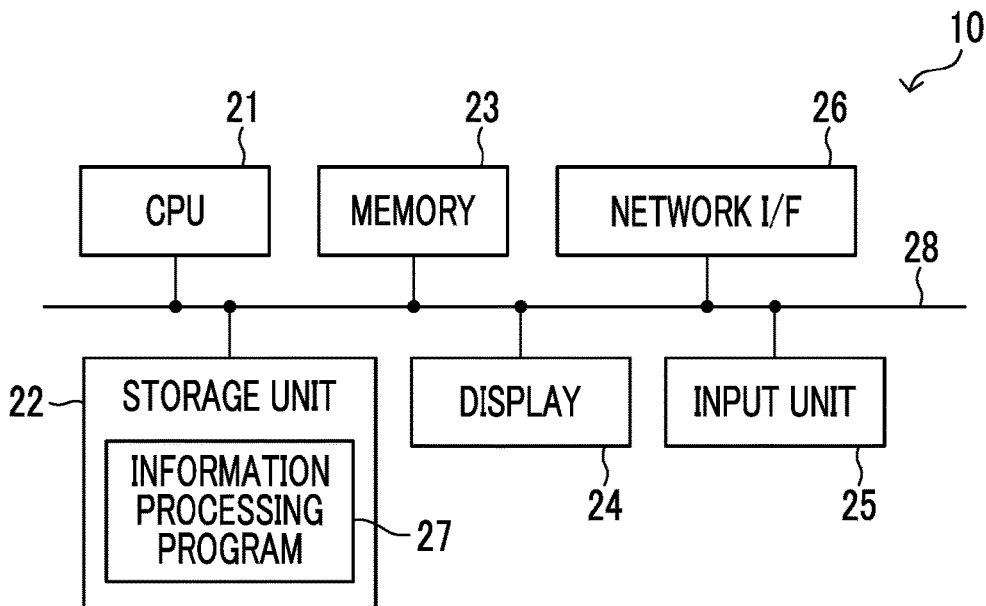 10
21
23
26
CPU
MEMORY
NETWORK I/F
28
22
STORAGE UNIT
DISPLAY
INPUT UNIT
INFORMATION
PROCESSING
PROGRAM
27
24
25